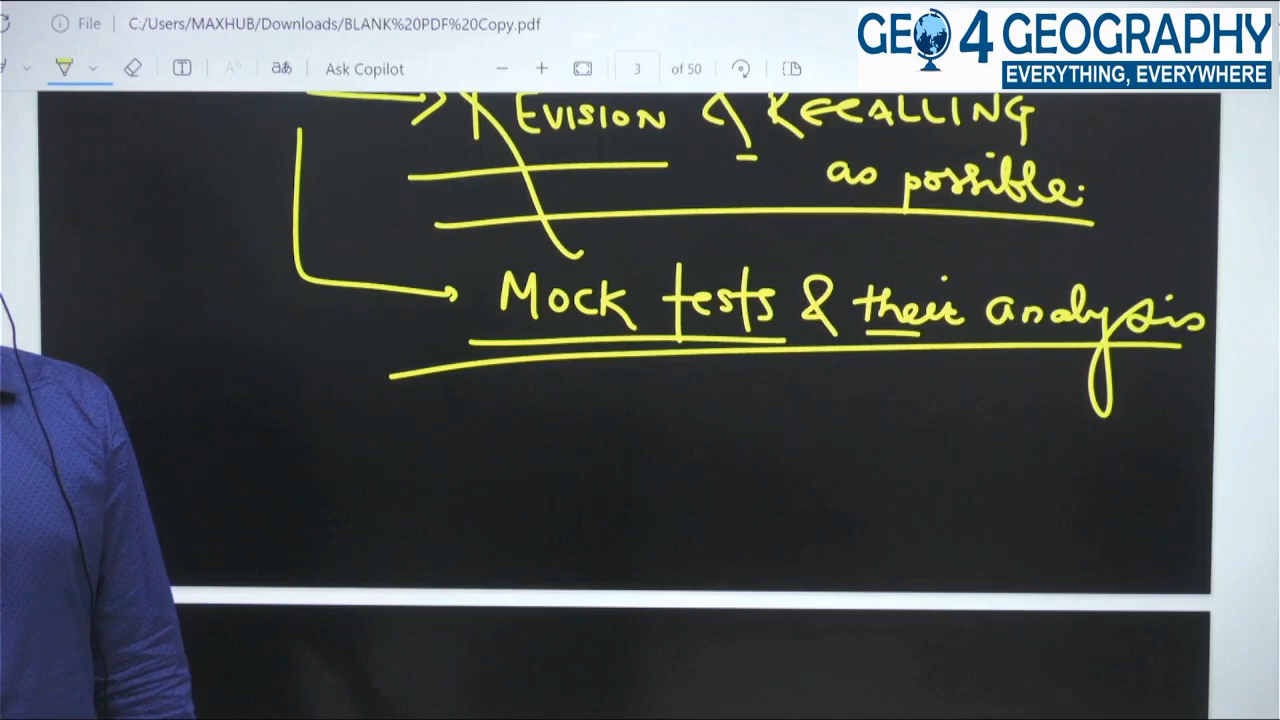 File C:/Users/MAXHUB/Downloads/BLANK%20PDF%20Copy.pdf
GEO 4 GEOGRAPHY
EVERYTHING, EVERYWHERE
Ask Copilot 3 of 50
REVISION & RECALLING
as possible.
Mock tests & their analysis